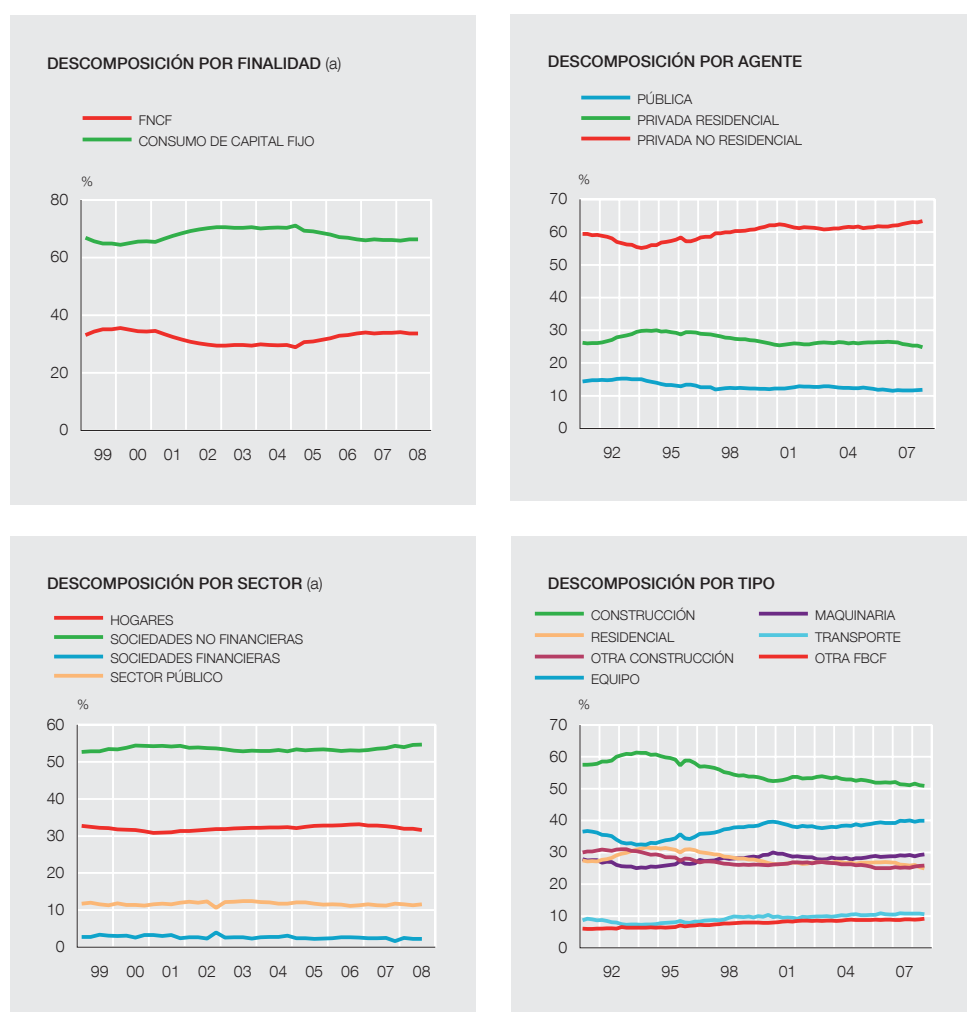 DESCOMPOSICIÓN POR FINALIDAD (a)
FNCF
CONSUMO DE CAPITAL FIJO
%
80
60
40
20
0
99 00 01 02 03 04 05 06 07 08
DESCOMPOSICIÓN POR AGENTE
PÚBLICA
PRIVADA RESIDENCIAL
PRIVADA NO RESIDENCIAL
%
70
60
50
40
30
20
10
0
92 95 98 01 04 07
DESCOMPOSICIÓN POR SECTOR (a)
HOGARES
SOCIEDADES NO FINANCIERAS
SOCIEDADES FINANCIERAS
SECTOR PÚBLICO
%
60
50
40
30
20
10
0
99 00 01 02 03 04 05 06 07 08
DESCOMPOSICIÓN POR TIPO
CONSTRUCCIÓN
RESIDENCIAL
OTRA CONSTRUCCIÓN
EQUIPO
MAQUINARIA
TRANSPORTE
OTRA FBCF
%
70
60
50
40
30
20
10
0
92 95 98 01 04 07